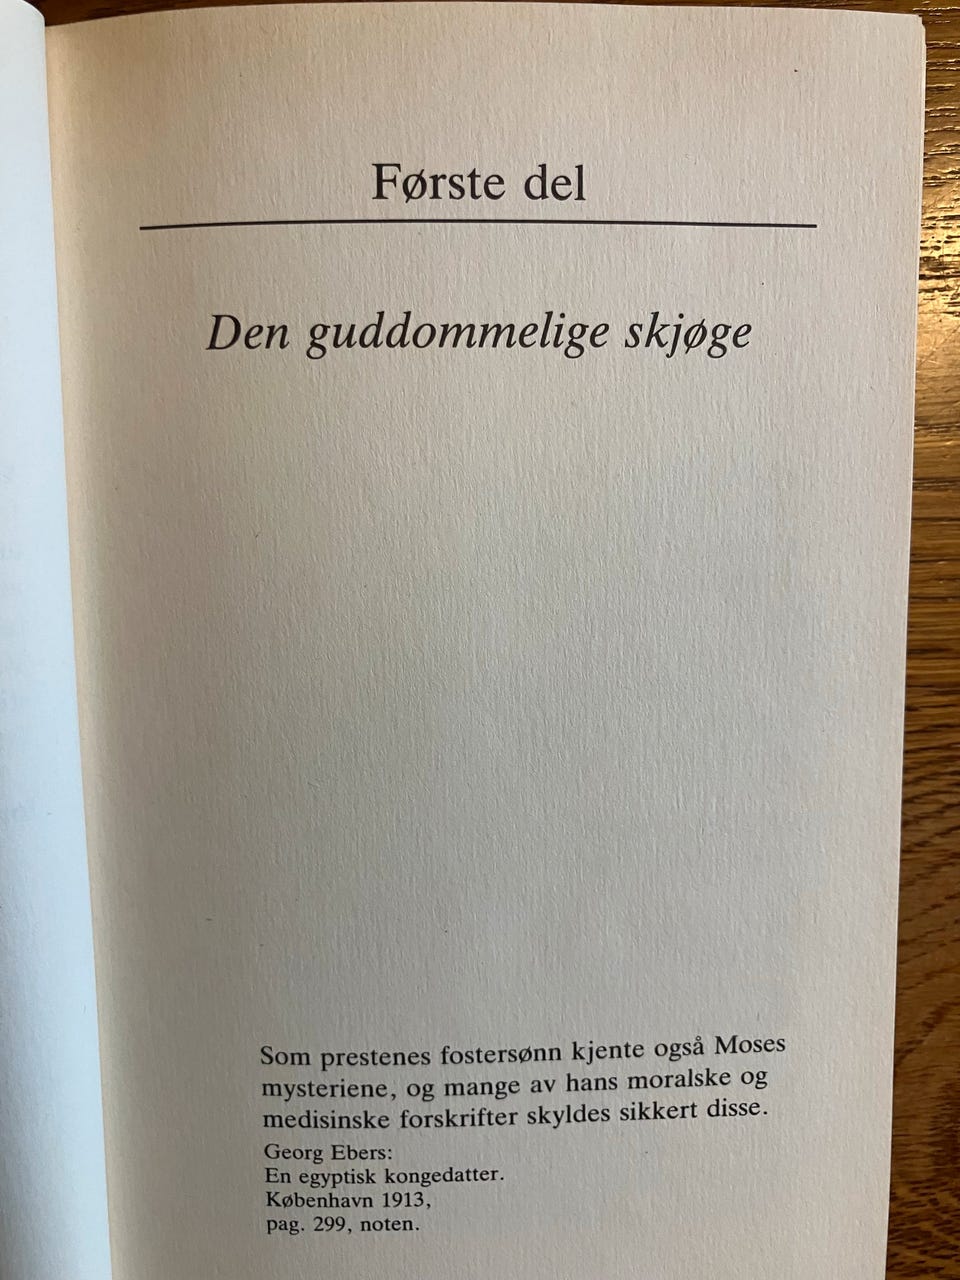 Første del
Den guddommelige skjøge
Som prestenes fostersønn kjente også Moses
mysteriene, og mange av hans moralske og
medisinske forskrifter skyldes sikkert disse.
Georg Ebers:
En egyptisk kongedatter.
København 1913,
pag. 299, noten.